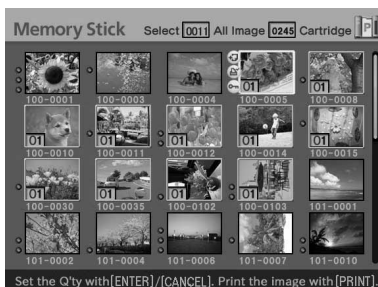 Memory Stick Select 0011 All Image 0245 Cartridge P
01 01
100-0001 100-0003 100-0004 100-0005 100-0008
01 01 01 01 01
100-0010 100-0011 100-0012 100-0014 100-0015
01 01 01 01
100-0030 100-0035 100-0102 100-0103 101-0001
101-0002 101-0004 101-0006 101-0007 101-0010
Set the Q'ty with[ENTER]/[CANCEL]. Print the image with[PRINT].